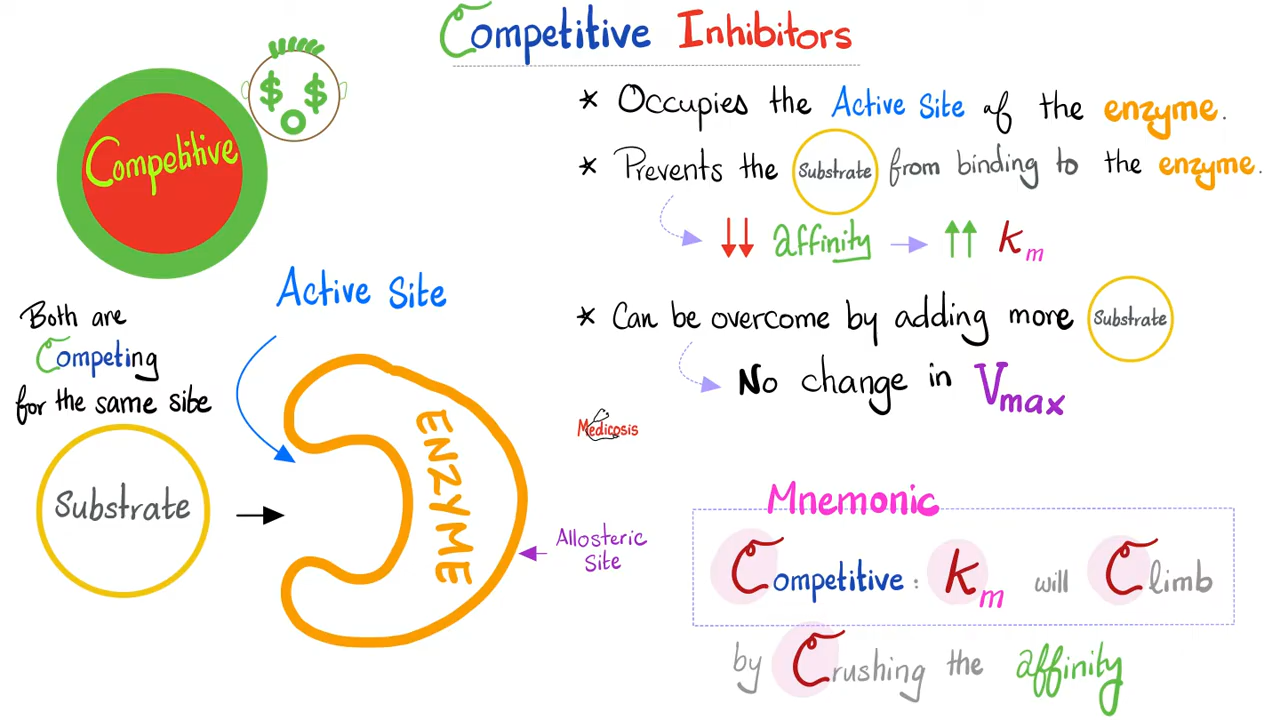 Competitive Inhibitors
$ $
Competitive
* Occupies the Active Site of the enzyme.
* Prevents the Substrate from binding to the enzyme.
↓↓ affinity → ↑↑ Km
* Can be overcome by adding more Substrate
No change in Vmax
Active Site
Both are
Competing
for the same site
Substrate
ENZYME
Allosteric
Site
Medicosis
Mnemonic
Competitive: Km will Climb
by Crushing the affinity